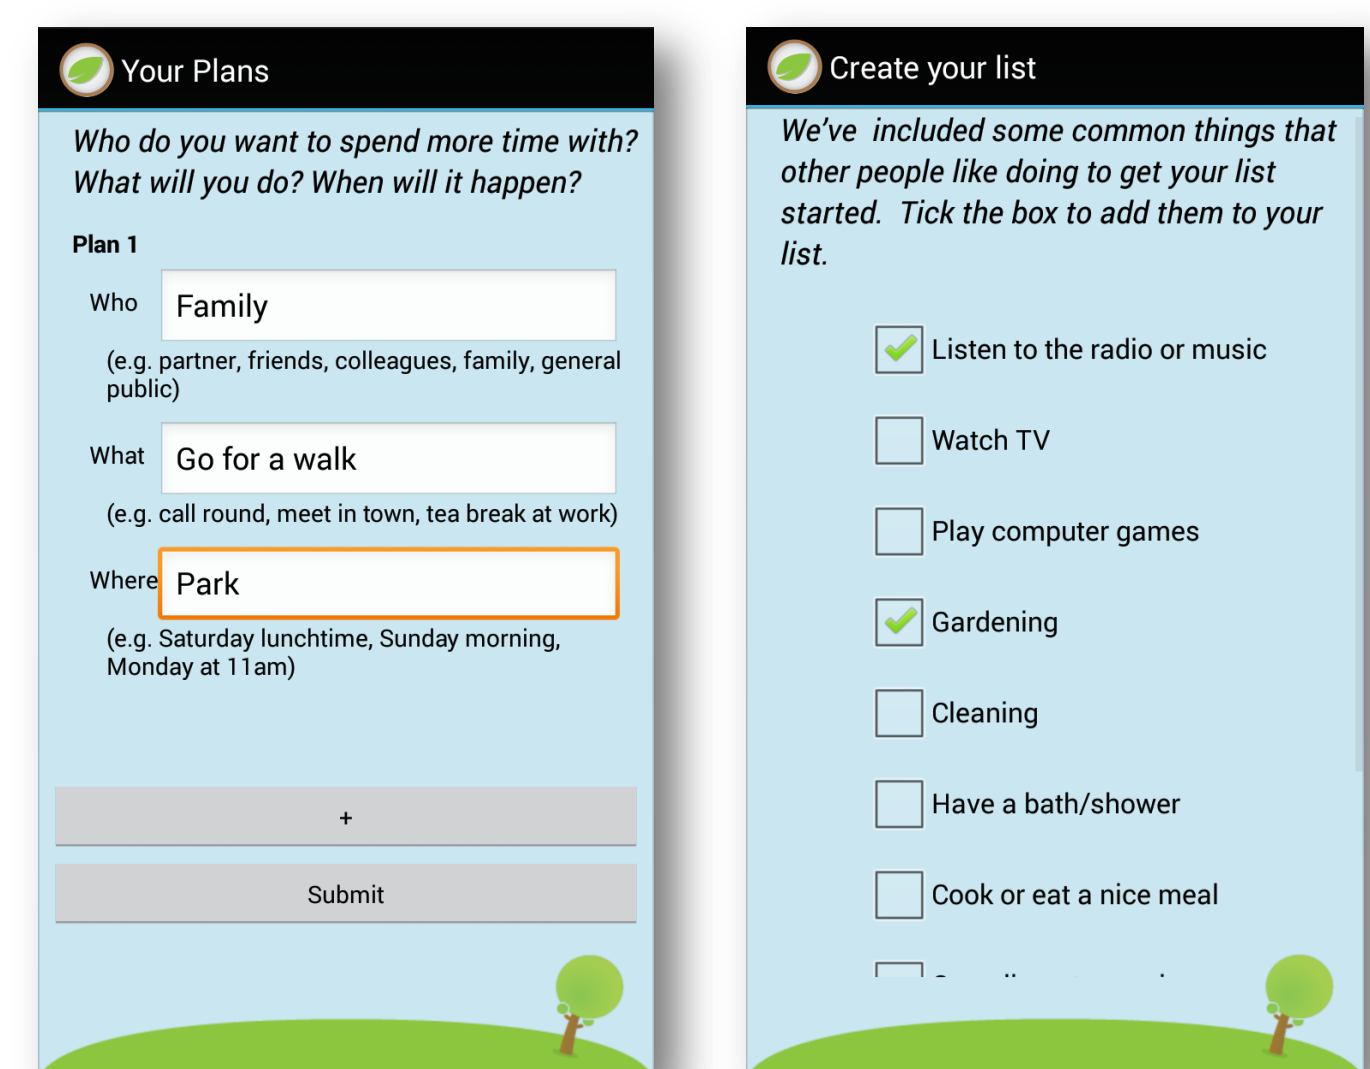 Your Plans
Who do you want to spend more time with?
What will you do? When will it happen?
Plan 1
Who
Family
(e.g. partner, friends, colleagues, family, general
public)
What
Go for a walk
(e.g. call round, meet in town, tea break at work)
Where
Park
(e.g. Saturday lunchtime, Sunday morning,
Monday at 11am)
+
Submit
Create your list
We've  included some common things that
other people like doing to get your list
started.  Tick the box to add them to your
list.
Listen to the radio or music
Watch TV
Play computer games
Gardening
Cleaning
Have a bath/shower
Cook or eat a nice meal